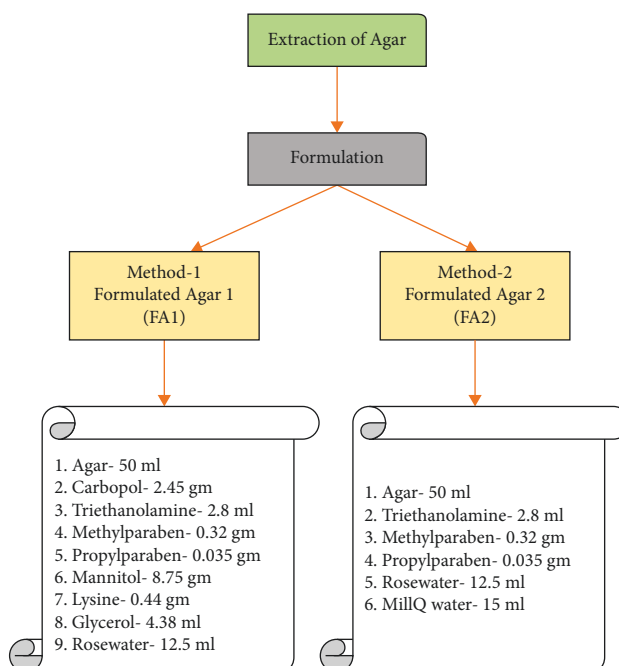 Extraction of Agar
Formulation
Method-1
Formulated Agar 1
(FA1)
Method-2
Formulated Agar 2
(FA2)
1. Agar- 50 ml
2. Carbopol- 2.45 gm
3. Triethanolamine- 2.8 ml
4. Methylparaben- 0.32 gm
5. Propylparaben- 0.035 gm
6. Mannitol- 8.75 gm
7. Lysine- 0.44 gm
8. Glycerol- 4.38 ml
9. Rosewater- 12.5 ml
1. Agar- 50 ml
2. Triethanolamine- 2.8 ml
3. Methylparaben- 0.32 gm
4. Propylparaben- 0.035 gm
5. Rosewater- 12.5 ml
6. MillQ water- 15 ml